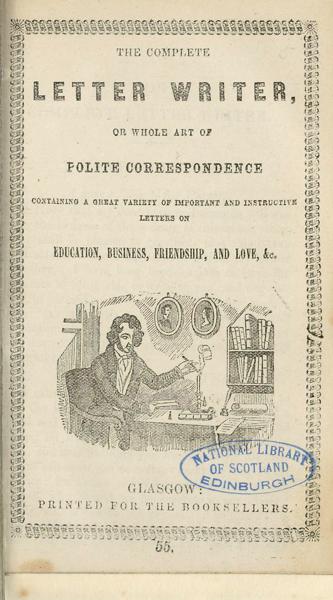 THE COMPLETE
LETTER WRITER,
OR WHOLE ART OF
POLITE CORRESPONDENCE
CONTAINING A GREAT VARIETY OF IMPORTANT AND INSTRUCTIVE
LETTERS ON
EDUCATION, BUSINESS, FRIENDSHIP, AND LOVE, &c.
NATIONAL LIBRARY
OF SCOTLAND
EDINBURGH
GLASGOW:
PRINTED FOR THE BOOKSELLERS.
55.